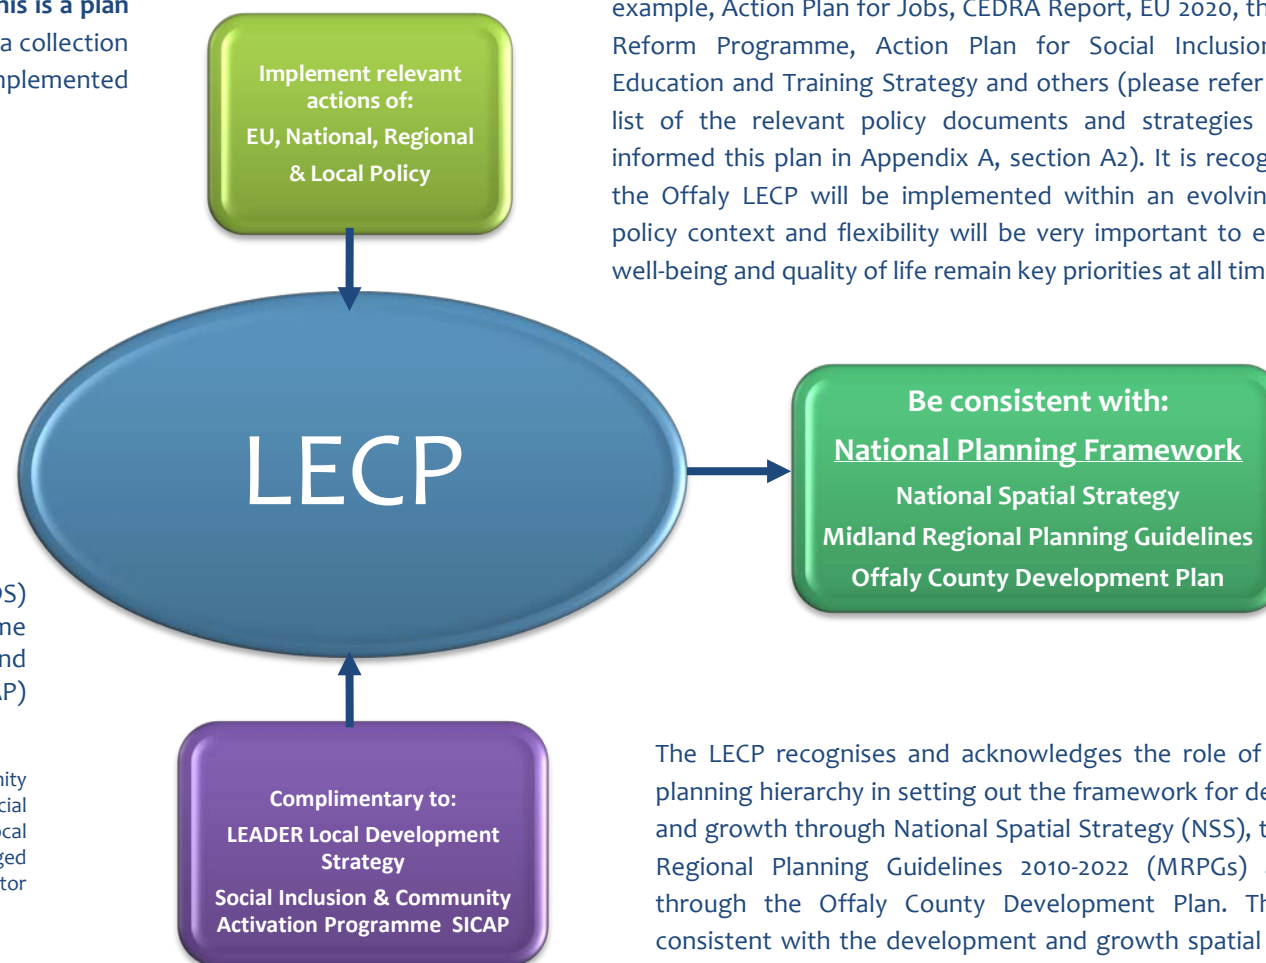 his is a plan
a collection
mplemented
Implement relevant
actions of:
EU, National, Regional
& Local Policy
example, Action Plan for Jobs, CEDRA Report, EU 2020, th
Reform Programme, Action Plan for Social Inclusion
Education and Training Strategy and others (please refer
list of the relevant policy documents and strategies
informed this plan in Appendix A, section A2). It is recog
the Offaly LECP will be implemented within an evolvin
policy context and flexibility will be very important to e
well-being and quality of life remain key priorities at all tim
LECP
Be consistent with:
National Planning Framework
National Spatial Strategy
Midland Regional Planning Guidelines
Offaly County Development Plan
DS)
me
nd
AP)
nity
cial
ocal
ged
tor
Complimentary to:
LEADER Local Development
Strategy
Social Inclusion & Community
Activation Programme SICAP
The LECP recognises and acknowledges the role of
planning hierarchy in setting out the framework for de
and growth through National Spatial Strategy (NSS), t
Regional Planning Guidelines 2010-2022 (MRPGs)
through the Offaly County Development Plan. Th
consistent with the development and growth spatial